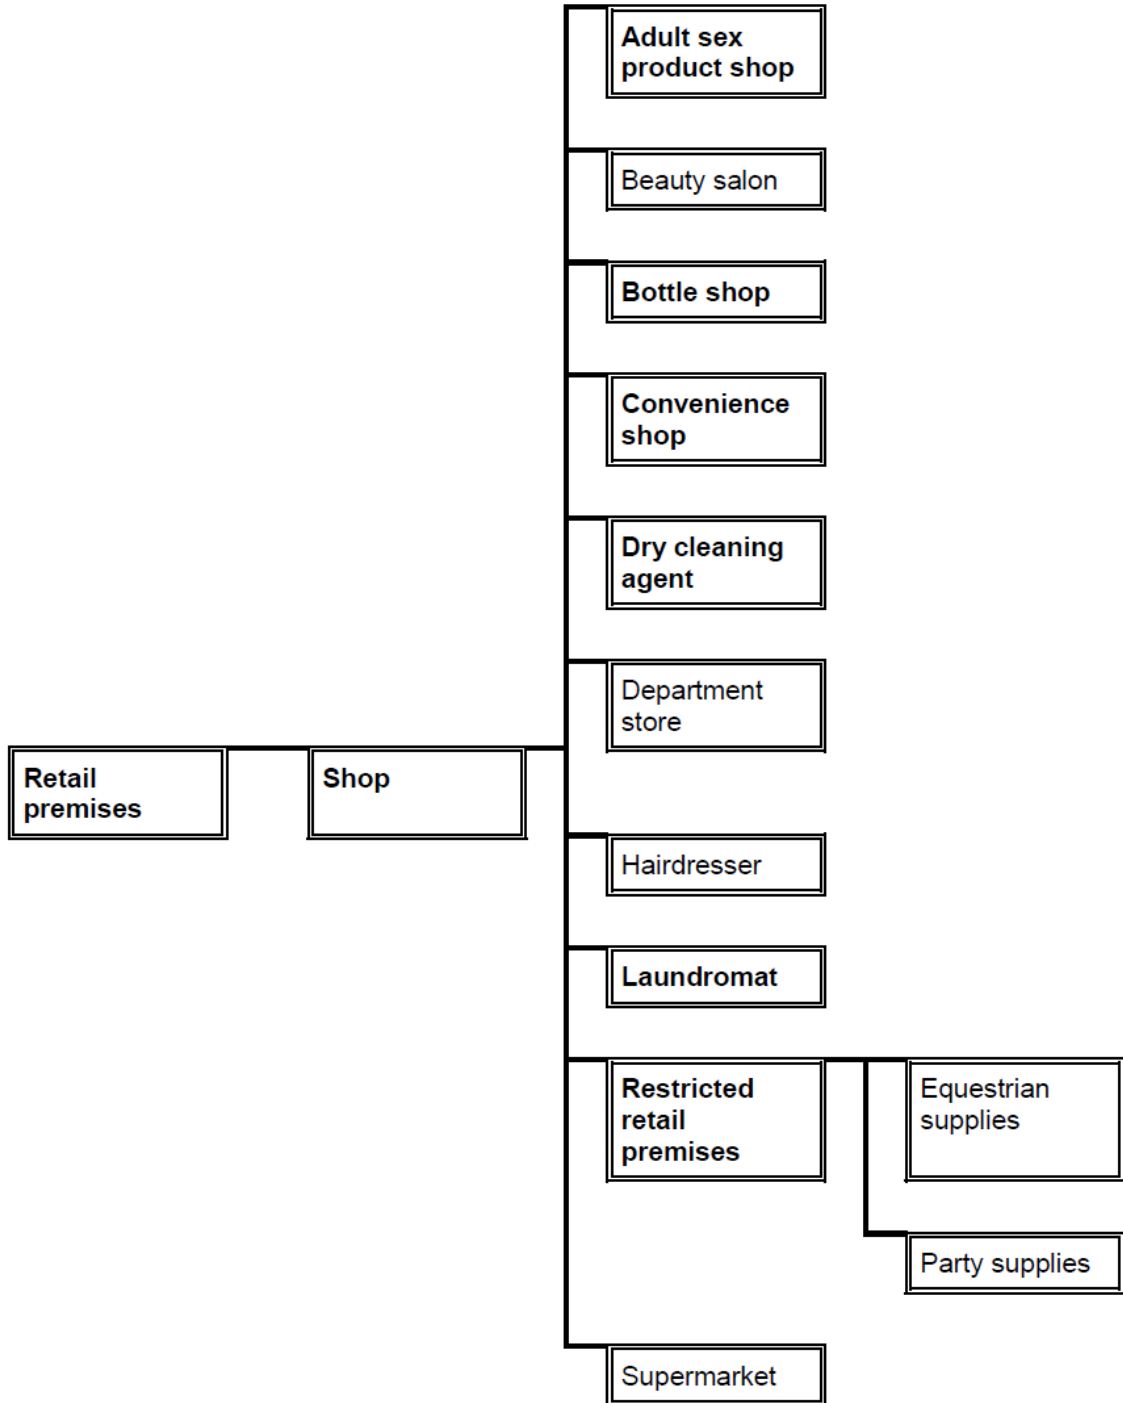 Adult sex
product shop
Beauty salon
Bottle shop
Convenience
shop
Dry cleaning
agent
Department
store
Retail
premises
Shop
Hairdresser
Laundromat
Restricted
retail
premises
Equestrian
supplies
Party supplies
Supermarket